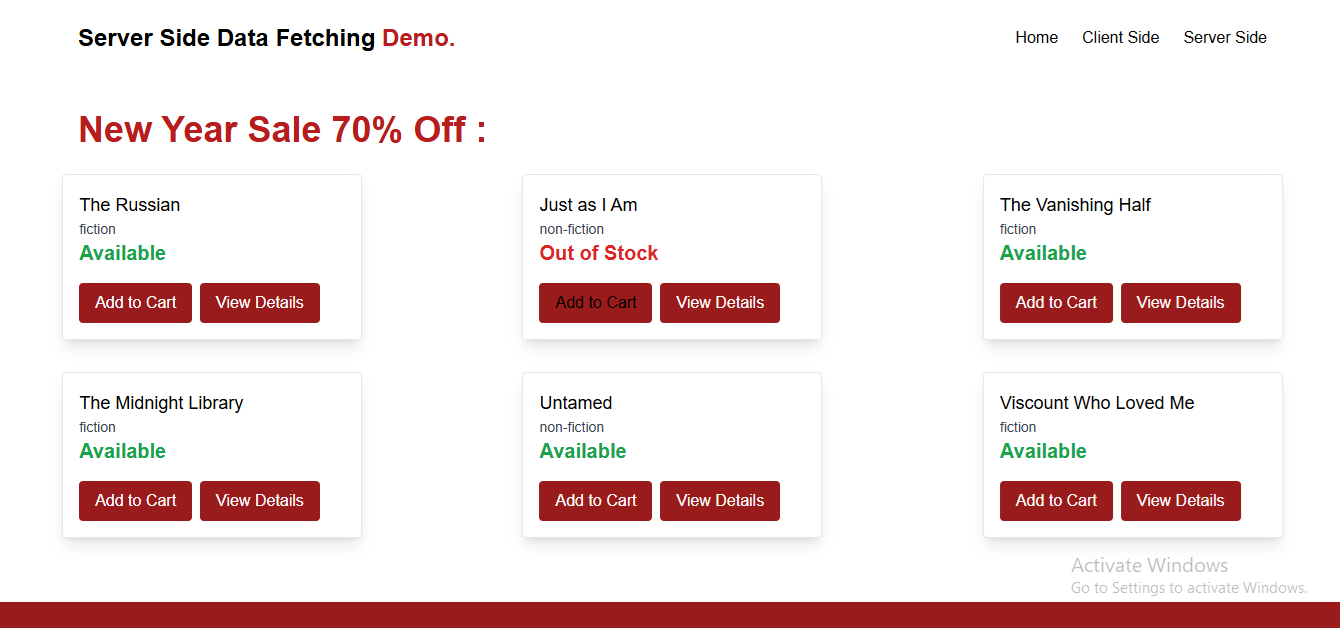 Server Side Data Fetching Demo.
Home Client Side Server Side
New Year Sale 70% Off :
The Russian
fiction
Available
Add to Cart View Details
Just as I Am
non-fiction
Out of Stock
Add to Cart View Details
The Vanishing Half
fiction
Available
Add to Cart View Details
The Midnight Library
fiction
Available
Add to Cart View Details
Untamed
non-fiction
Available
Add to Cart View Details
Viscount Who Loved Me
fiction
Available
Add to Cart View Details
Activate Windows
Go to Settings to activate Windows.